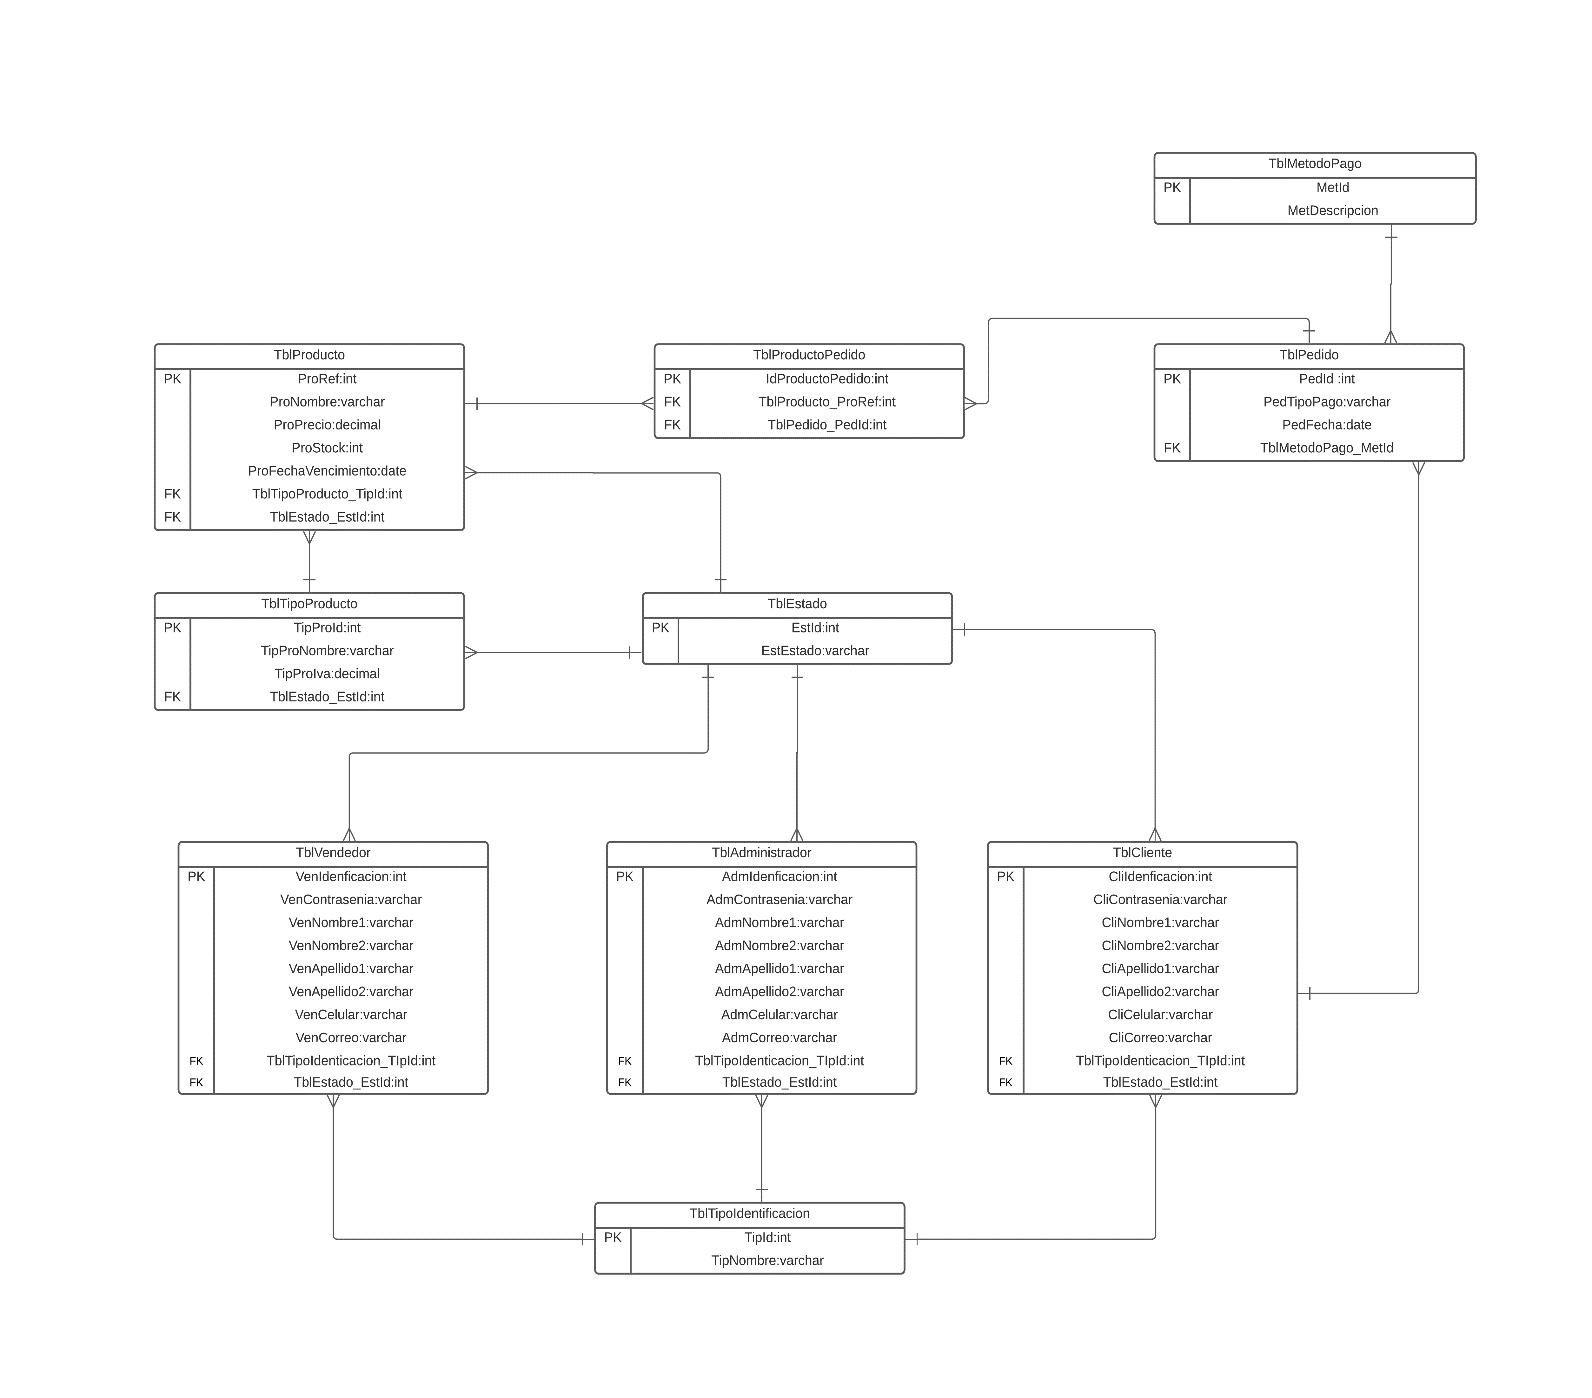 TblMetodoPago
PK MetId
MetDescripcion
TblProducto
PK ProRef:int
ProNombre:varchar
ProPrecio:decimal
ProStock:int
ProFechaVencimiento:date
FK TblTipoProducto_TipId:int
FK TblEstado_EstId:int
TblProductoPedido
PK IdProductoPedido:int
FK TblProducto_ProRef:int
FK TblPedido_PedId:int
TblPedido
PK PedId :int
PedTipoPago:varchar
PedFecha:date
FK TblMetodoPago_MetId
TblTipoProducto
PK TipProId:int
TipProNombre:varchar
TipProIva:decimal
FK TblEstado_EstId:int
TblEstado
PK EstId:int
EstEstado:varchar
TblVendedor
PK VenIdenficacion:int
VenContrasenia:varchar
VenNombre1:varchar
VenNombre2:varchar
VenApellido1:varchar
VenApellido2:varchar
VenCelular:varchar
VenCorreo:varchar
FK TblTipoIdenticacion_TIpId:int
FK TblEstado_EstId:int
TblAdministrador
PK AdmIdenficacion:int
AdmContrasenia:varchar
AdmNombre1:varchar
AdmNombre2:varchar
AdmApellido1:varchar
AdmApellido2:varchar
AdmCelular:varchar
AdmCorreo:varchar
FK TblTipoIdenticacion_TIpId:int
FK TblEstado_EstId:int
TblCliente
PK CliIdenficacion:int
CliContrasenia:varchar
CliNombre1:varchar
CliNombre2:varchar
CliApellido1:varchar
CliApellido2:varchar
CliCelular:varchar
CliCorreo:varchar
FK TblTipoIdenticacion_TIpId:int
FK TblEstado_EstId:int
TblTipoIdentificacion
PK TipId:int
TipNombre:varchar